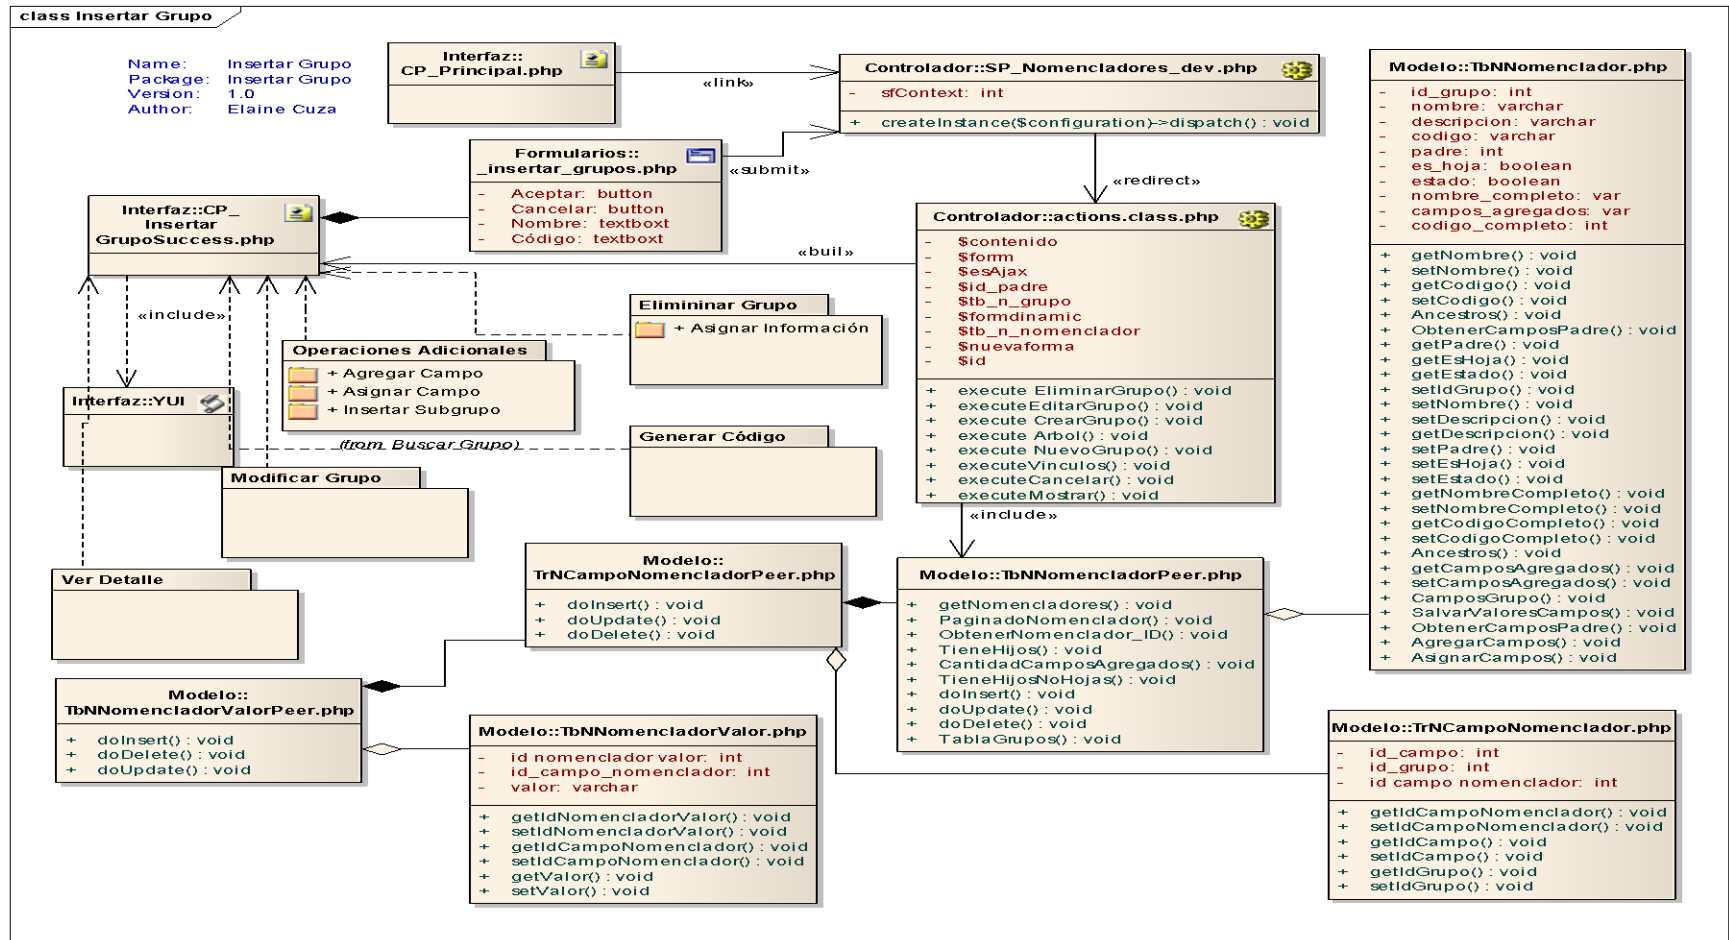 class Insertar Grupo
Name: Insertar Grupo
Package: Insertar Grupo
Version: 1.0
Author: Elaine Cuza
Interfaz::
CP_Principal.php
«link»
Controlador::SP_Nomencladores_dev.php
- sfContext: int
+ createInstance($configuration)->dispatch() : void
Formularios::
_insertar_grupos.php
- Aceptar: button
- Cancelar: button
- Nombre: textboxt
- Código: textboxt
«submit»
«redirect»
Interfaz::CP_
Insertar
GrupoSuccess.php
«buil»
«include»
Controlador::actions.class.php
- $contenido
- $form
- $esAjax
- $id_padre
- $tb_n_grupo
- $formdinamic
- $tb_n_nomenclador
- $nuevaforma
- $id
+ execute EliminarGrupo() : void
+ executeEditarGrupo() : void
+ execute CrearGrupo() : void
+ execute Arbol() : void
+ execute NuevoGrupo() : void
+ executeVinculos() : void
+ executeCancelar() : void
+ executeMostrar() : void
«include»
Modelo::TbNNomenclador.php
- id_grupo: int
- nombre: varchar
- descripcion: varchar
- codigo: varchar
- padre: int
- es_hoja: boolean
- estado: boolean
- nombre_completo: var
- campos_agregados: var
- codigo_completo: int
+ getNombre() : void
+ setNombre() : void
+ getCodigo() : void
+ setCodigo() : void
+ Ancestros() : void
+ ObtenerCamposPadre() : void
+ getPadre() : void
+ getEsHoja() : void
+ getEstado() : void
+ setIdGrupo() : void
+ setNombre() : void
+ setDescripcion() : void
+ getDescripcion() : void
+ setPadre() : void
+ setEsHoja() : void
+ setEstado() : void
+ getNombreCompleto() : void
+ setNombreCompleto() : void
+ getCodigoCompleto() : void
+ setCodigoCompleto() : void
+ Ancestros() : void
+ getCamposAgregados() : void
+ setCamposAgregados() : void
+ CamposGrupo() : void
+ SalvarValoresCampos() : void
+ ObtenerCamposPadre() : void
+ AgregarCampos() : void
+ AsignarCampos() : void
Elimininar Grupo
+ Asignar Información
Operaciones Adicionales
+ Agregar Campo
+ Asignar Campo
+ Insertar Subgrupo
(from Buscar Grupo)
Interfaz::YUI
Generar Código
Modificar Grupo
Ver Detalle
Modelo::
TrNCampoNomencladorPeer.php
+ doInsert() : void
+ doUpdate() : void
+ doDelete() : void
Modelo::TbNNomencladorPeer.php
+ getNomencladores() : void
+ PaginadoNomenclador() : void
+ ObtenerNomenclador_ID() : void
+ TieneHijos() : void
+ CantidadCamposAgregados() : void
+ TieneHijosNoHojas() : void
+ doInsert() : void
+ doUpdate() : void
+ doDelete() : void
+ TablaGrupos() : void
Modelo::
TbNNomencladorValorPeer.php
+ doInsert() : void
+ doDelete() : void
+ doUpdate() : void
Modelo::TbNNomencladorValor.php
- id nomenclador valor: int
- id_campo_nomenclador: int
- valor: varchar
+ getIdNomencladorValor() : void
+ setIdNomencladorValor() : void
+ getIdCampoNomenclador() : void
+ setIdCampoNomenclador() : void
+ getValor() : void
+ setValor() : void
Modelo::TrNCampoNomenclador.php
- id_campo: int
- id_grupo: int
- id campo nomenclador: int
+ getIdCampoNomenclador() : void
+ setIdCampoNomenclador() : void
+ getIdCampo() : void
+ setIdCampo() : void
+ getIdGrupo() : void
+ setIdGrupo() : void